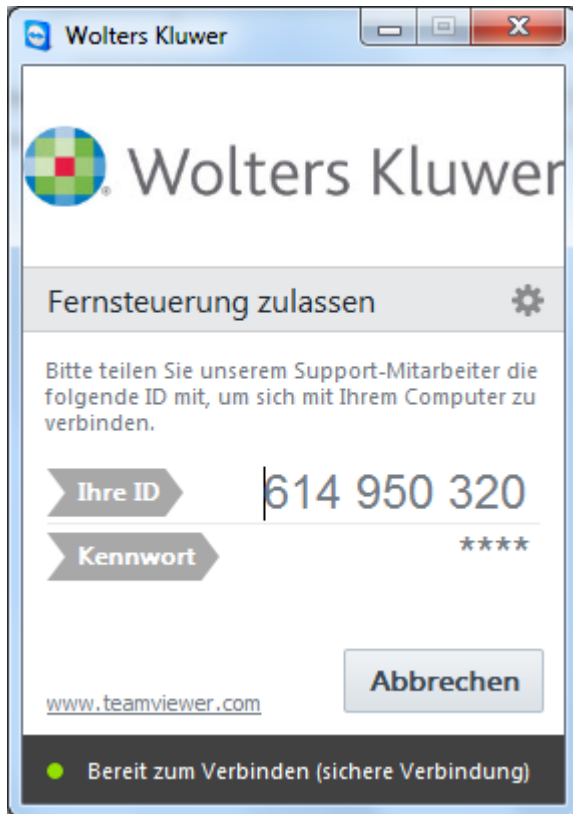 Wolters Kluwer
Wolters Kluwer
Fernsteuerung zulassen
Bitte teilen Sie unserem Support-Mitarbeiter die
folgende ID mit, um sich mit Ihrem Computer zu
verbinden.
Ihre ID 614 950 320
Kennwort ****
Abbrechen
www.teamviewer.com
Bereit zum Verbinden (sichere Verbindung)